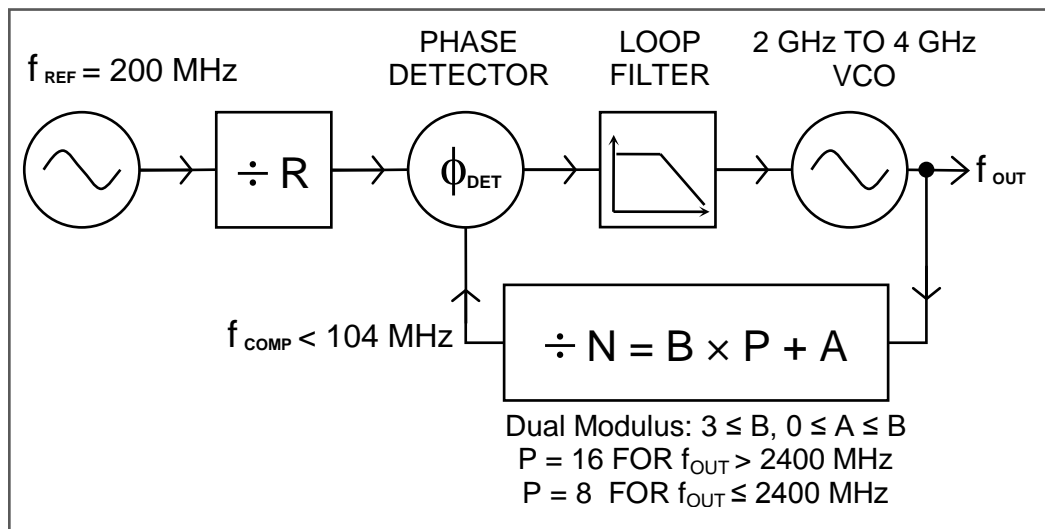 PHASE DETECTOR
LOOP FILTER
2 GHz TO 4 GHz VCO
f REF = 200 MHz
÷ R
ϕDET
f OUT
f COMP < 104 MHz
÷ N = B × P + A
Dual Modulus: 3 ≤ B, 0 ≤ A ≤ B
P = 16 FOR fOUT > 2400 MHz
P = 8 FOR fOUT ≤ 2400 MHz